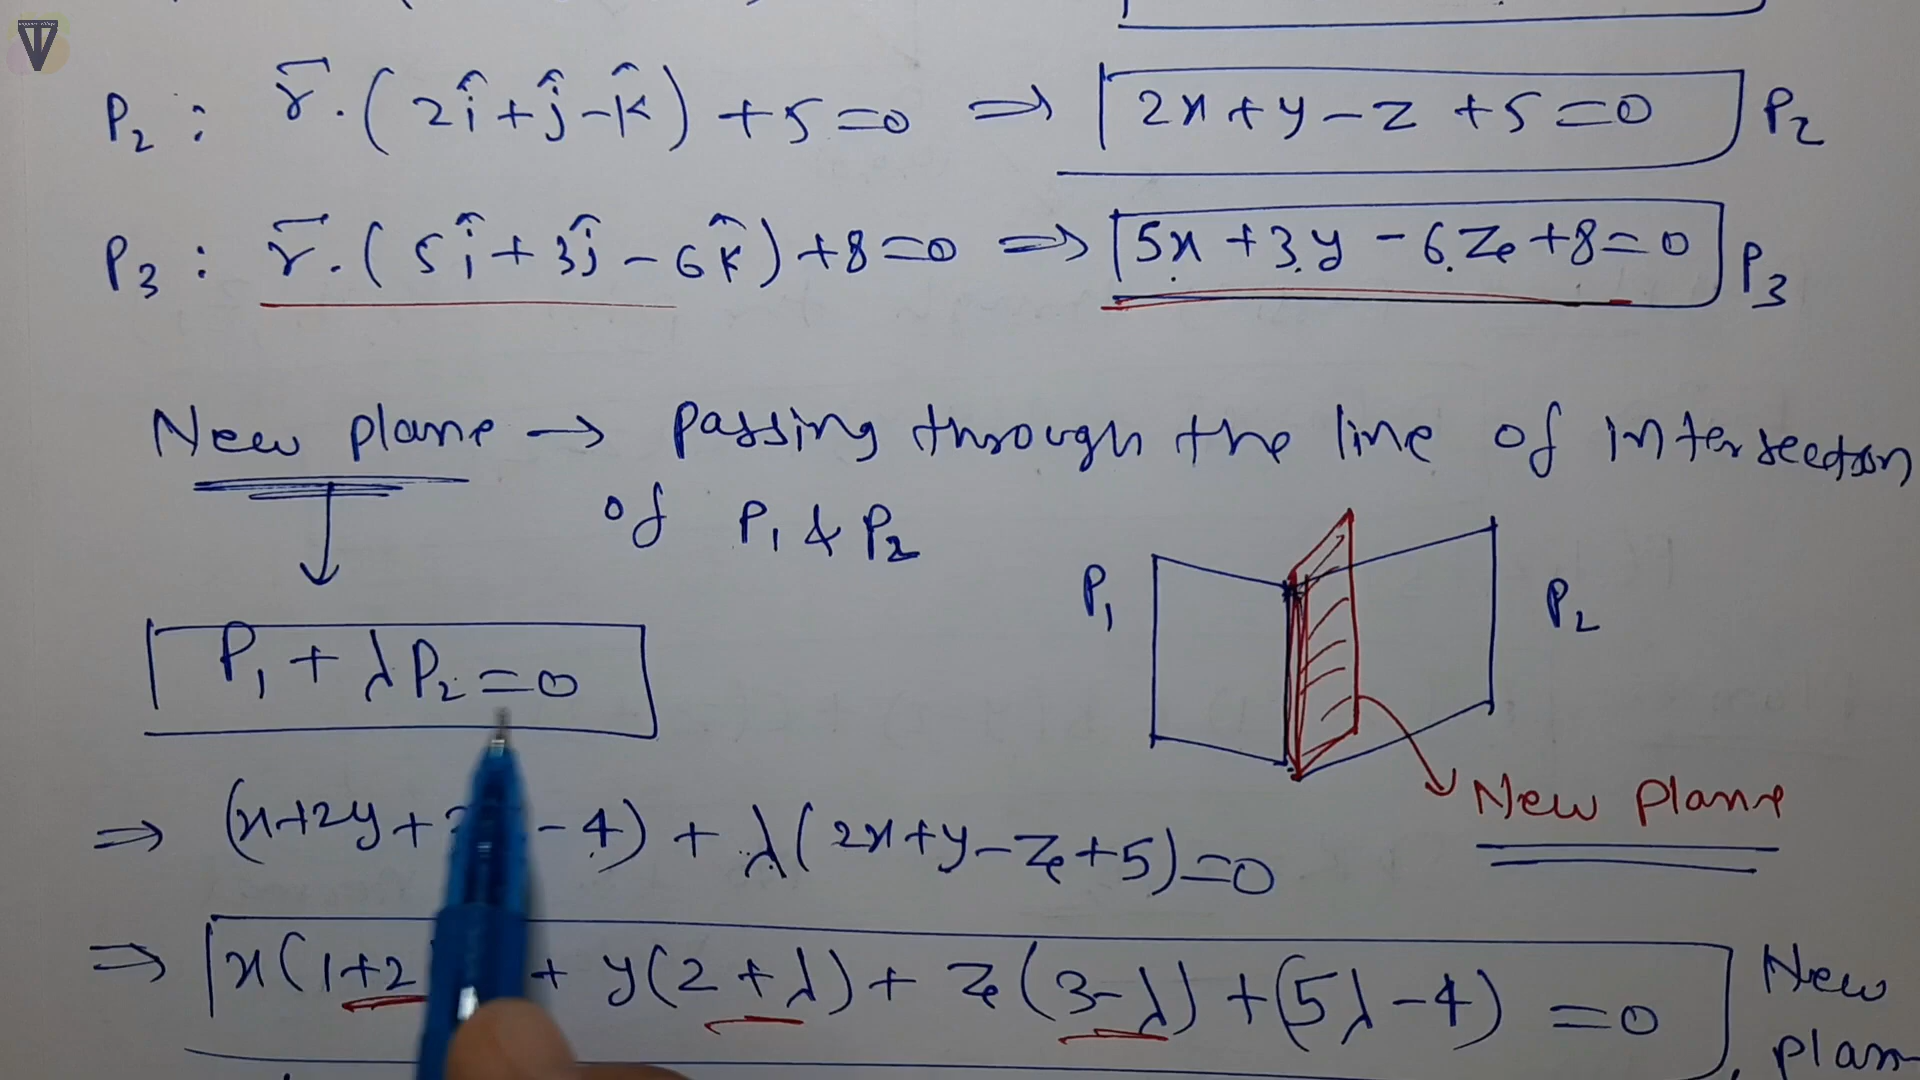 P₂ : r⃗.(2î+ĵ-k̂)+5=0 ⇒ 2x+y-z+5=0 P₂
P₃ : r⃗.(5î+3ĵ-6k̂)+8=0 ⇒ 5x+3y-6z+8=0 P₃
New plane → passing through the line of intersection
of P₁ & P₂
P₁ P₂
P₁+λP₂=0
New plane
⇒ (x+2y+ -4)+λ(2x+y-z+5)=0
⇒ x(1+2 + y(2+λ)+z(3-λ)+(5λ-4)=0 New
plan